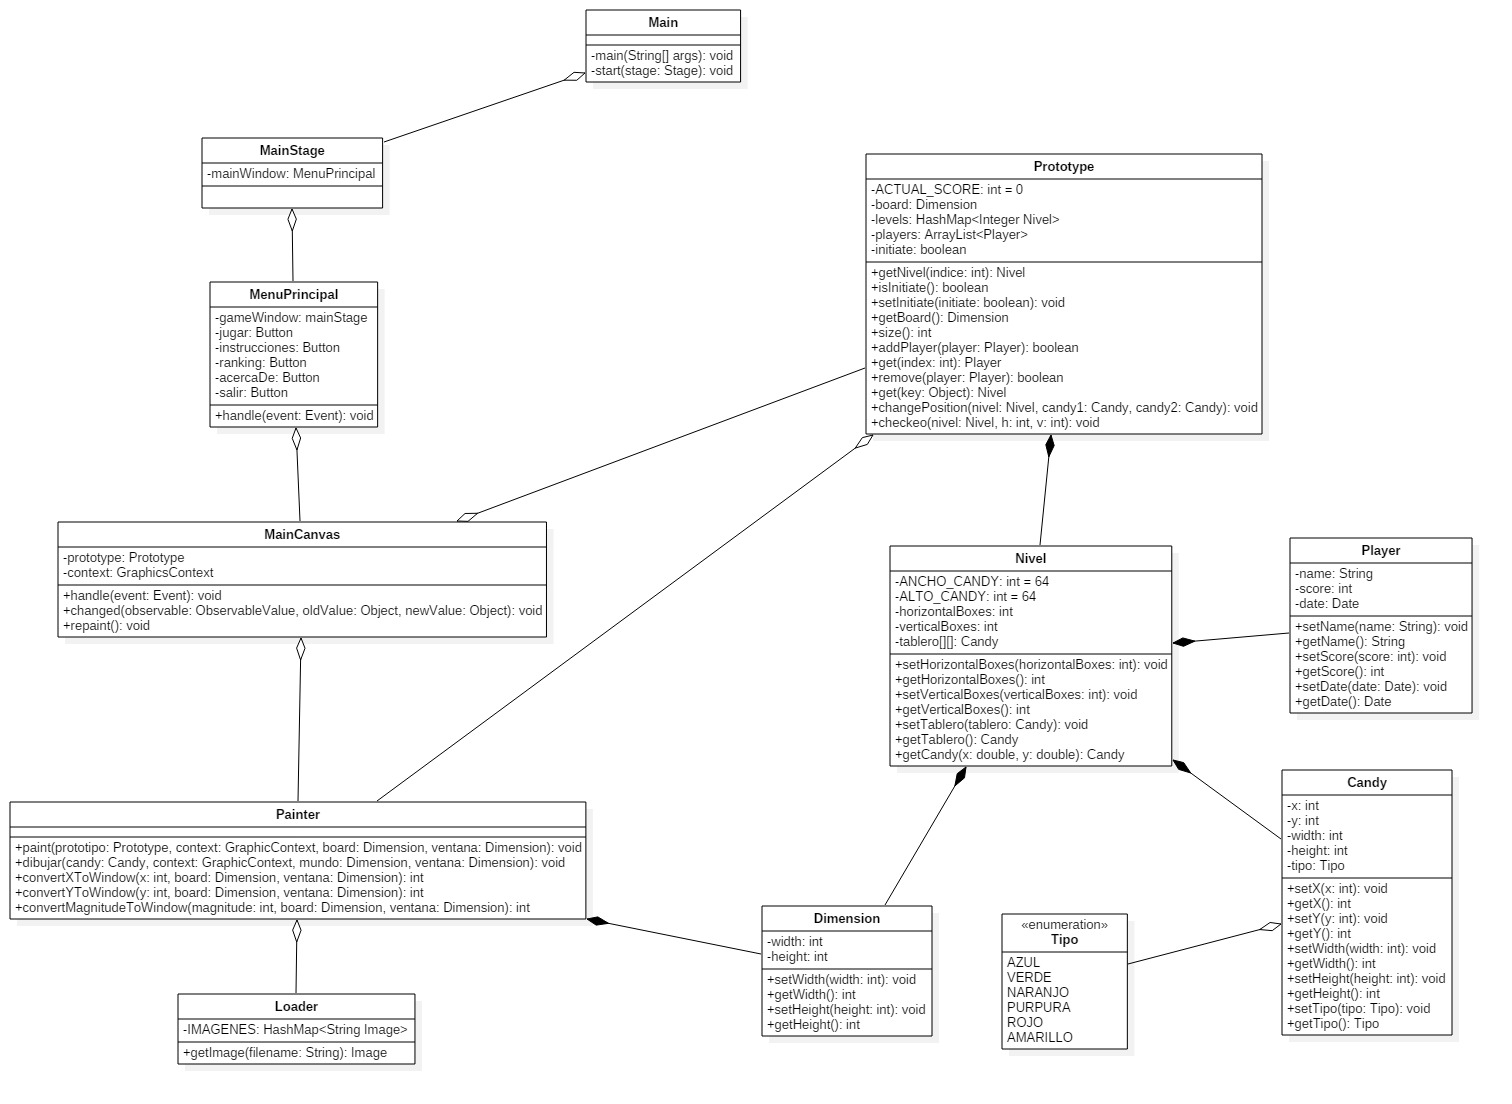 Main
-main(String[] args): void
-start(stage: Stage): void
MainStage
-mainWindow: MenuPrincipal
Prototype
-ACTUAL_SCORE: int = 0
-board: Dimension
-levels: HashMap<Integer Nivel>
-players: ArrayList<Player>
-initiate: boolean
+getNivel(indice: int): Nivel
+isInitiate(): boolean
+setInitiate(initiate: boolean): void
+getBoard(): Dimension
+size(): int
+addPlayer(player: Player): boolean
+get(index: int): Player
+remove(player: Player): boolean
+get(key: Object): Nivel
+changePosition(nivel: Nivel, candy1: Candy, candy2: Candy): void
+checkeo(nivel: Nivel, h: int, v: int): void
MenuPrincipal
-gameWindow: mainStage
-jugar: Button
-instrucciones: Button
-ranking: Button
-acercaDe: Button
-salir: Button
+handle(event: Event): void
MainCanvas
-prototype: Prototype
-context: GraphicsContext
+handle(event: Event): void
+changed(observable: ObservableValue, oldValue: Object, newValue: Object): void
+repaint(): void
Nivel
-ANCHO_CANDY: int = 64
-ALTO_CANDY: int = 64
-horizontalBoxes: int
-verticalBoxes: int
-tablero[][]: Candy
+setHorizontalBoxes(horizontalBoxes: int): void
+getHorizontalBoxes(): int
+setVerticalBoxes(verticalBoxes: int): void
+getVerticalBoxes(): int
+setTablero(tablero: Candy): void
+getTablero(): Candy
+getCandy(x: double, y: double): Candy
Player
-name: String
-score: int
-date: Date
+setName(name: String): void
+getName(): String
+setScore(score: int): void
+getScore(): int
+setDate(date: Date): void
+getDate(): Date
Painter
+paint(prototipo: Prototype, context: GraphicContext, board: Dimension, ventana: Dimension): void
+dibujar(candy: Candy, context: GraphicContext, mundo: Dimension, ventana: Dimension): void
+convertXToWindow(x: int, board: Dimension, ventana: Dimension): int
+convertYToWindow(y: int, board: Dimension, ventana: Dimension): int
+convertMagnitudeToWindow(magnitude: int, board: Dimension, ventana: Dimension): int
Candy
-x: int
-y: int
-width: int
-height: int
-tipo: Tipo
+setX(x: int): void
+getX(): int
+setY(y: int): void
+getY(): int
+setWidth(width: int): void
+getWidth(): int
+setHeight(height: int): void
+getHeight(): int
+setTipo(tipo: Tipo): void
+getTipo(): Tipo
Dimension
-width: int
-height: int
+setWidth(width: int): void
+getWidth(): int
+setHeight(height: int): void
+getHeight(): int
«enumeration»
Tipo
AZUL
VERDE
NARANJO
PURPURA
ROJO
AMARILLO
Loader
-IMAGENES: HashMap<String Image>
+getImage(filename: String): Image